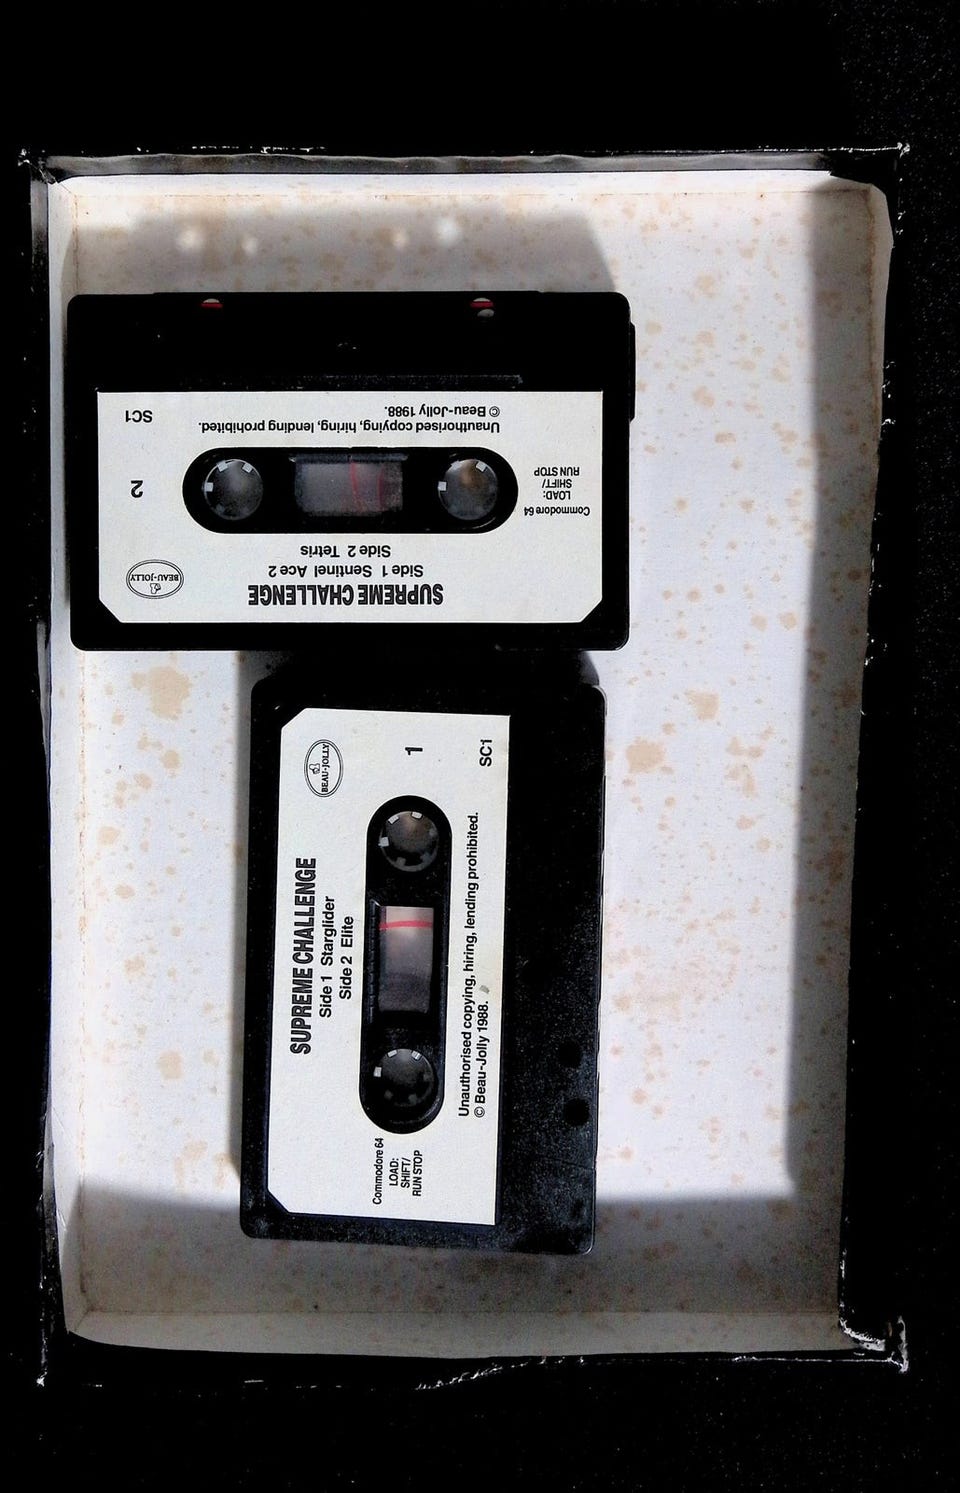 BEAU-JOLLY
SUPREME CHALLENGE
Side 1 Sentinel Ace 2
Side 2 Tetris
2
Commodore 64
LOAD:
SHIFT/
RUN STOP
Unauthorised copying, hiring, lending prohibited.
© Beau-Jolly 1988.
SC1
BEAU-JOLLY
SUPREME CHALLENGE
Side 1 Starglider
Side 2 Elite
1
Commodore 64
LOAD:
SHIFT/
RUN STOP
Unauthorised copying, hiring, lending prohibited.
© Beau-Jolly 1988.
SC1